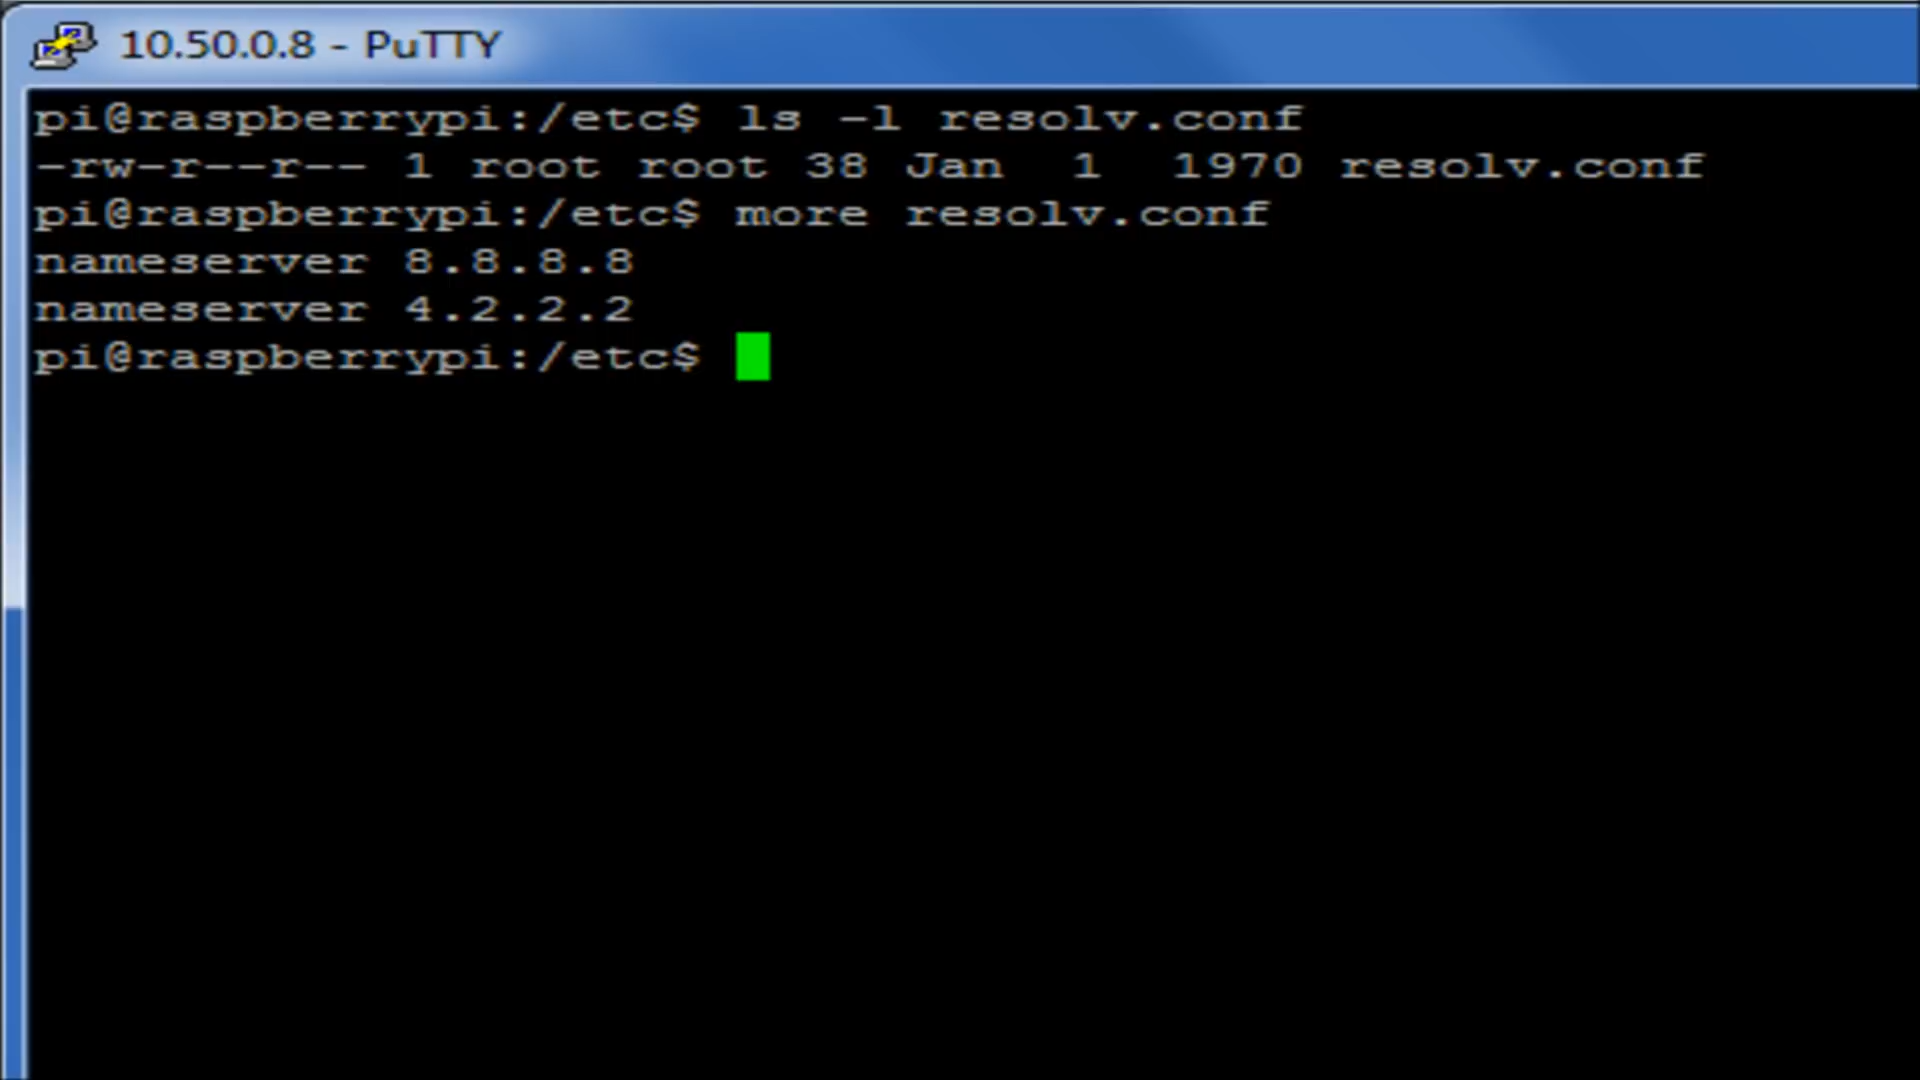 10.50.0.8 - PuTTY
pi@raspberrypi:/etc$ ls -l resolv.conf
-rw-r--r-- 1 root root 38 Jan  1  1970 resolv.conf
pi@raspberrypi:/etc$ more resolv.conf
nameserver 8.8.8.8
nameserver 4.2.2.2
pi@raspberrypi:/etc$